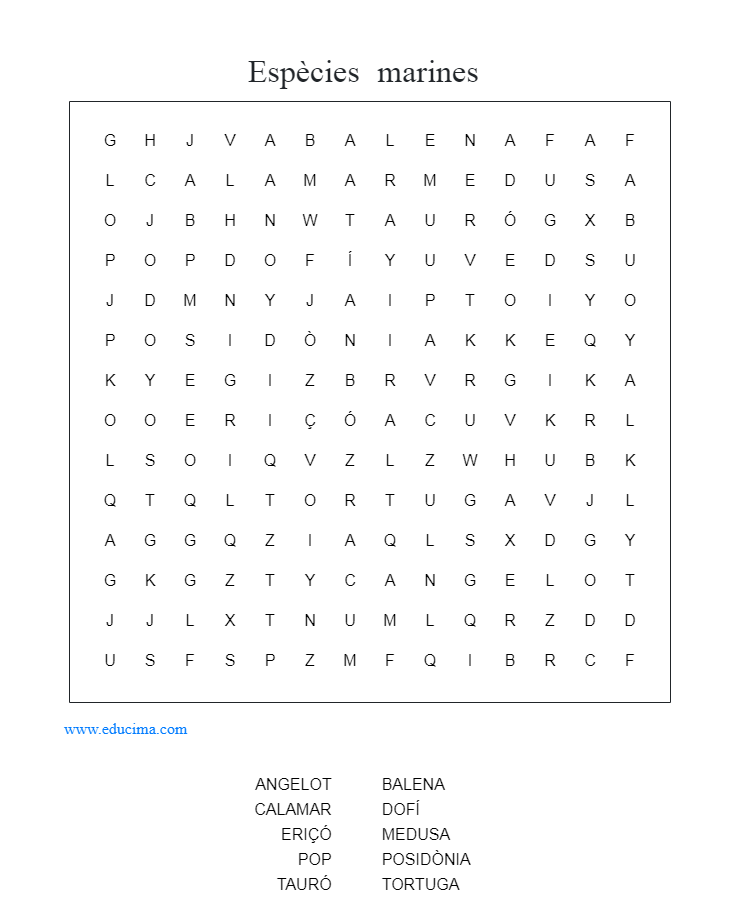 Espècies marines
G H J V A B A L E N A F A F
L C A L A M A R M E D U S A
O J B H N W T A U R Ó G X B
P O P D O F Í Y U V E D S U
J D M N Y J A I P T O I Y O
P O S I D Ò N I A K K E Q Y
K Y E G I Z B R V R G I K A
O O E R I Ç Ó A C U V K R L
L S O I Q V Z L Z W H U B K
Q T Q L T O R T U G A V J L
A G G Q Z I A Q L S X D G Y
G K G Z T Y C A N G E L O T
J J L X T N U M L Q R Z D D
U S F S P Z M F Q I B R C F
www.educima.com
ANGELOT BALENA
CALAMAR DOFÍ
ERIÇÓ MEDUSA
POP POSIDÒNIA
TAURÓ TORTUGA